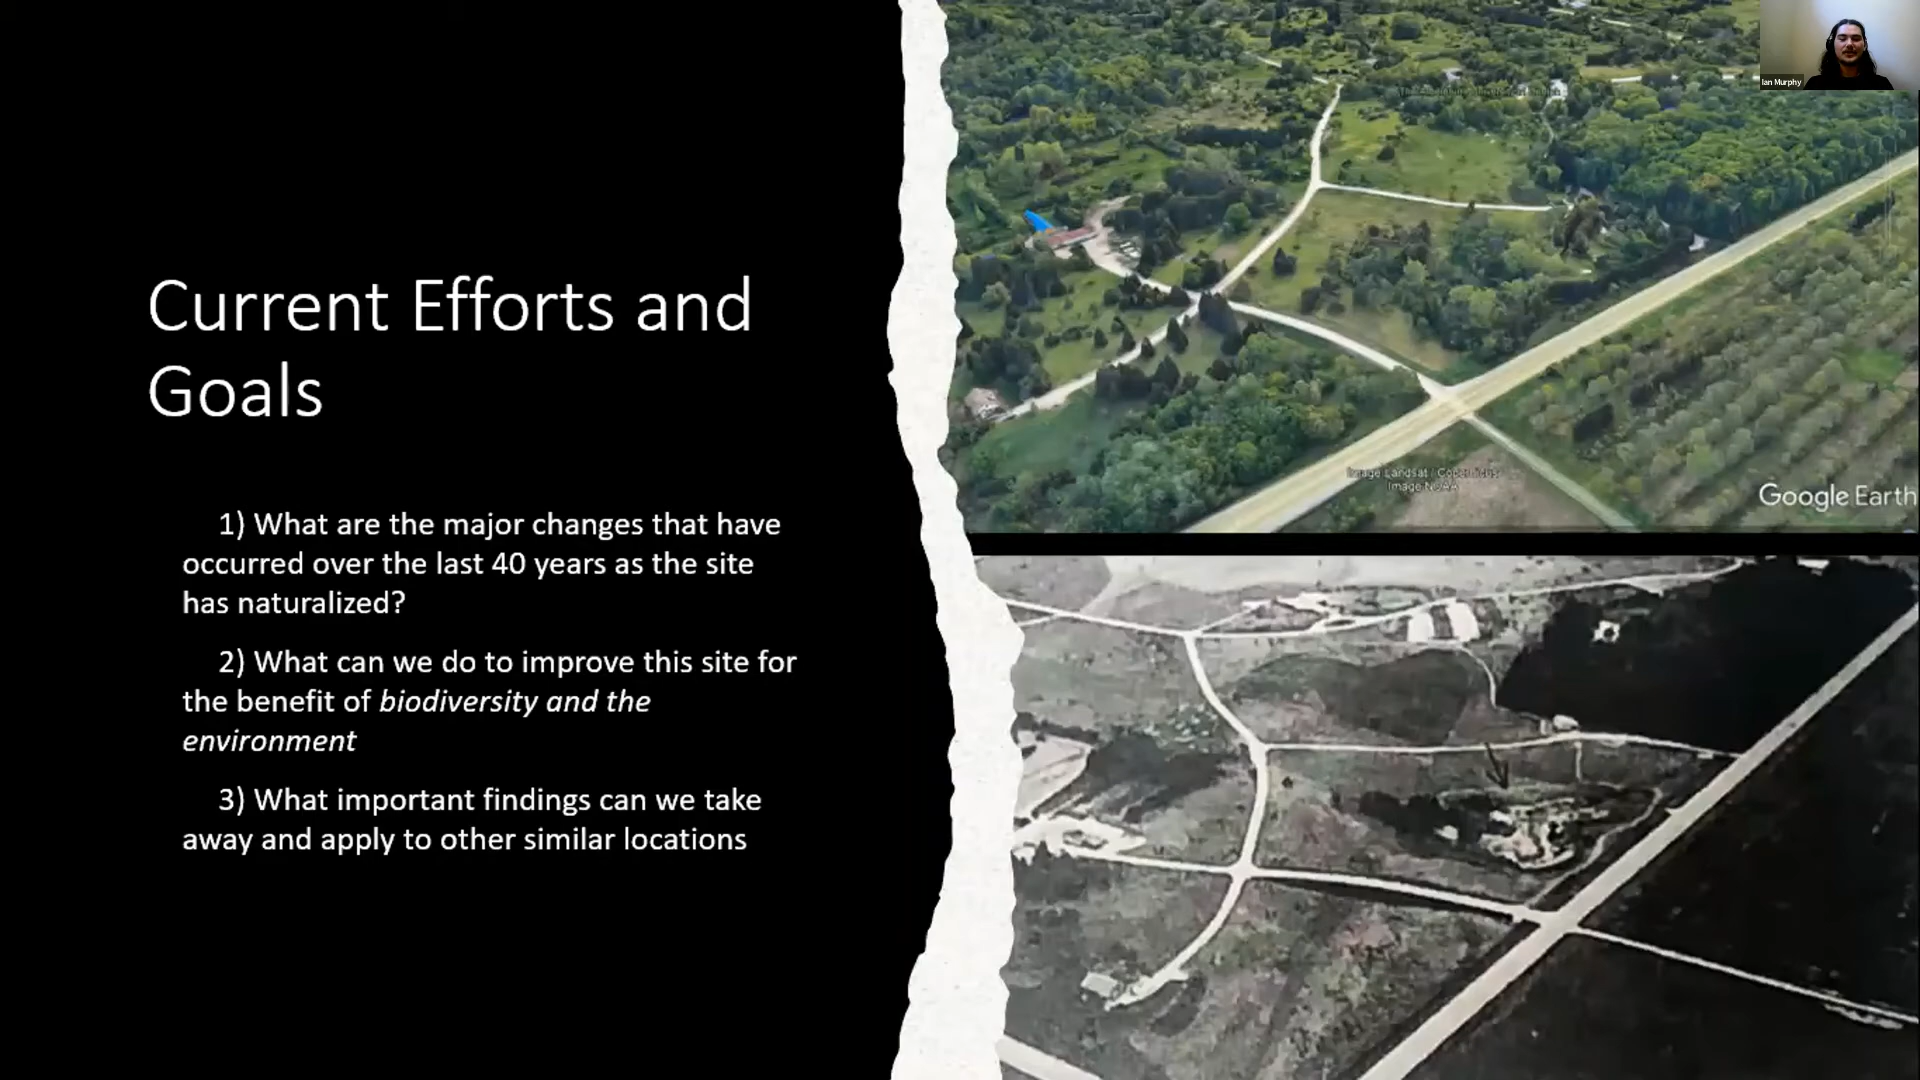 Ian Murphy
Current Efforts and
Goals
1) What are the major changes that have
occurred over the last 40 years as the site
has naturalized?
2) What can we do to improve this site for
the benefit of biodiversity and the
environment
3) What important findings can we take
away and apply to other similar locations
Image Landsat / Copernicus
Image NOAA
Google Earth